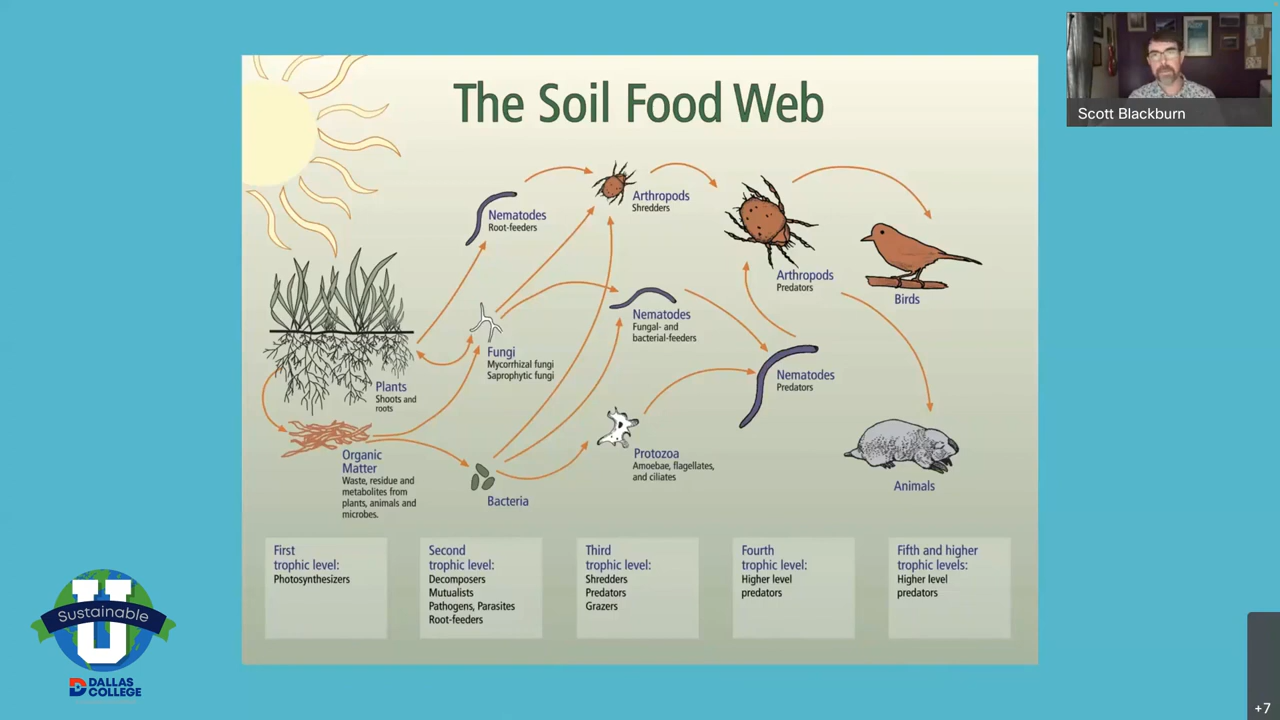 The Soil Food Web
Scott Blackburn
Arthropods
Shredders
Nematodes
Root-feeders
Arthropods
Predators
Birds
Nematodes
Fungal- and
bacterial-feeders
Fungi
Mycorrhizal fungi
Saprophytic fungi
Plants
Shoots and
roots
Nematodes
Predators
Organic
Matter
Waste, residue and
metabolites from
plants, animals and
microbes.
Protozoa
Amoebae, flagellates,
and ciliates
Bacteria
Animals
First
trophic level:
Photosynthesizers
Second
trophic level:
Decomposers
Mutualists
Pathogens, Parasites
Root-feeders
Third
trophic level:
Shredders
Predators
Grazers
Fourth
trophic level:
Higher level
predators
Fifth and higher
trophic levels:
Higher level
predators
U
Sustainable
DALLAS
COLLEGE
+7